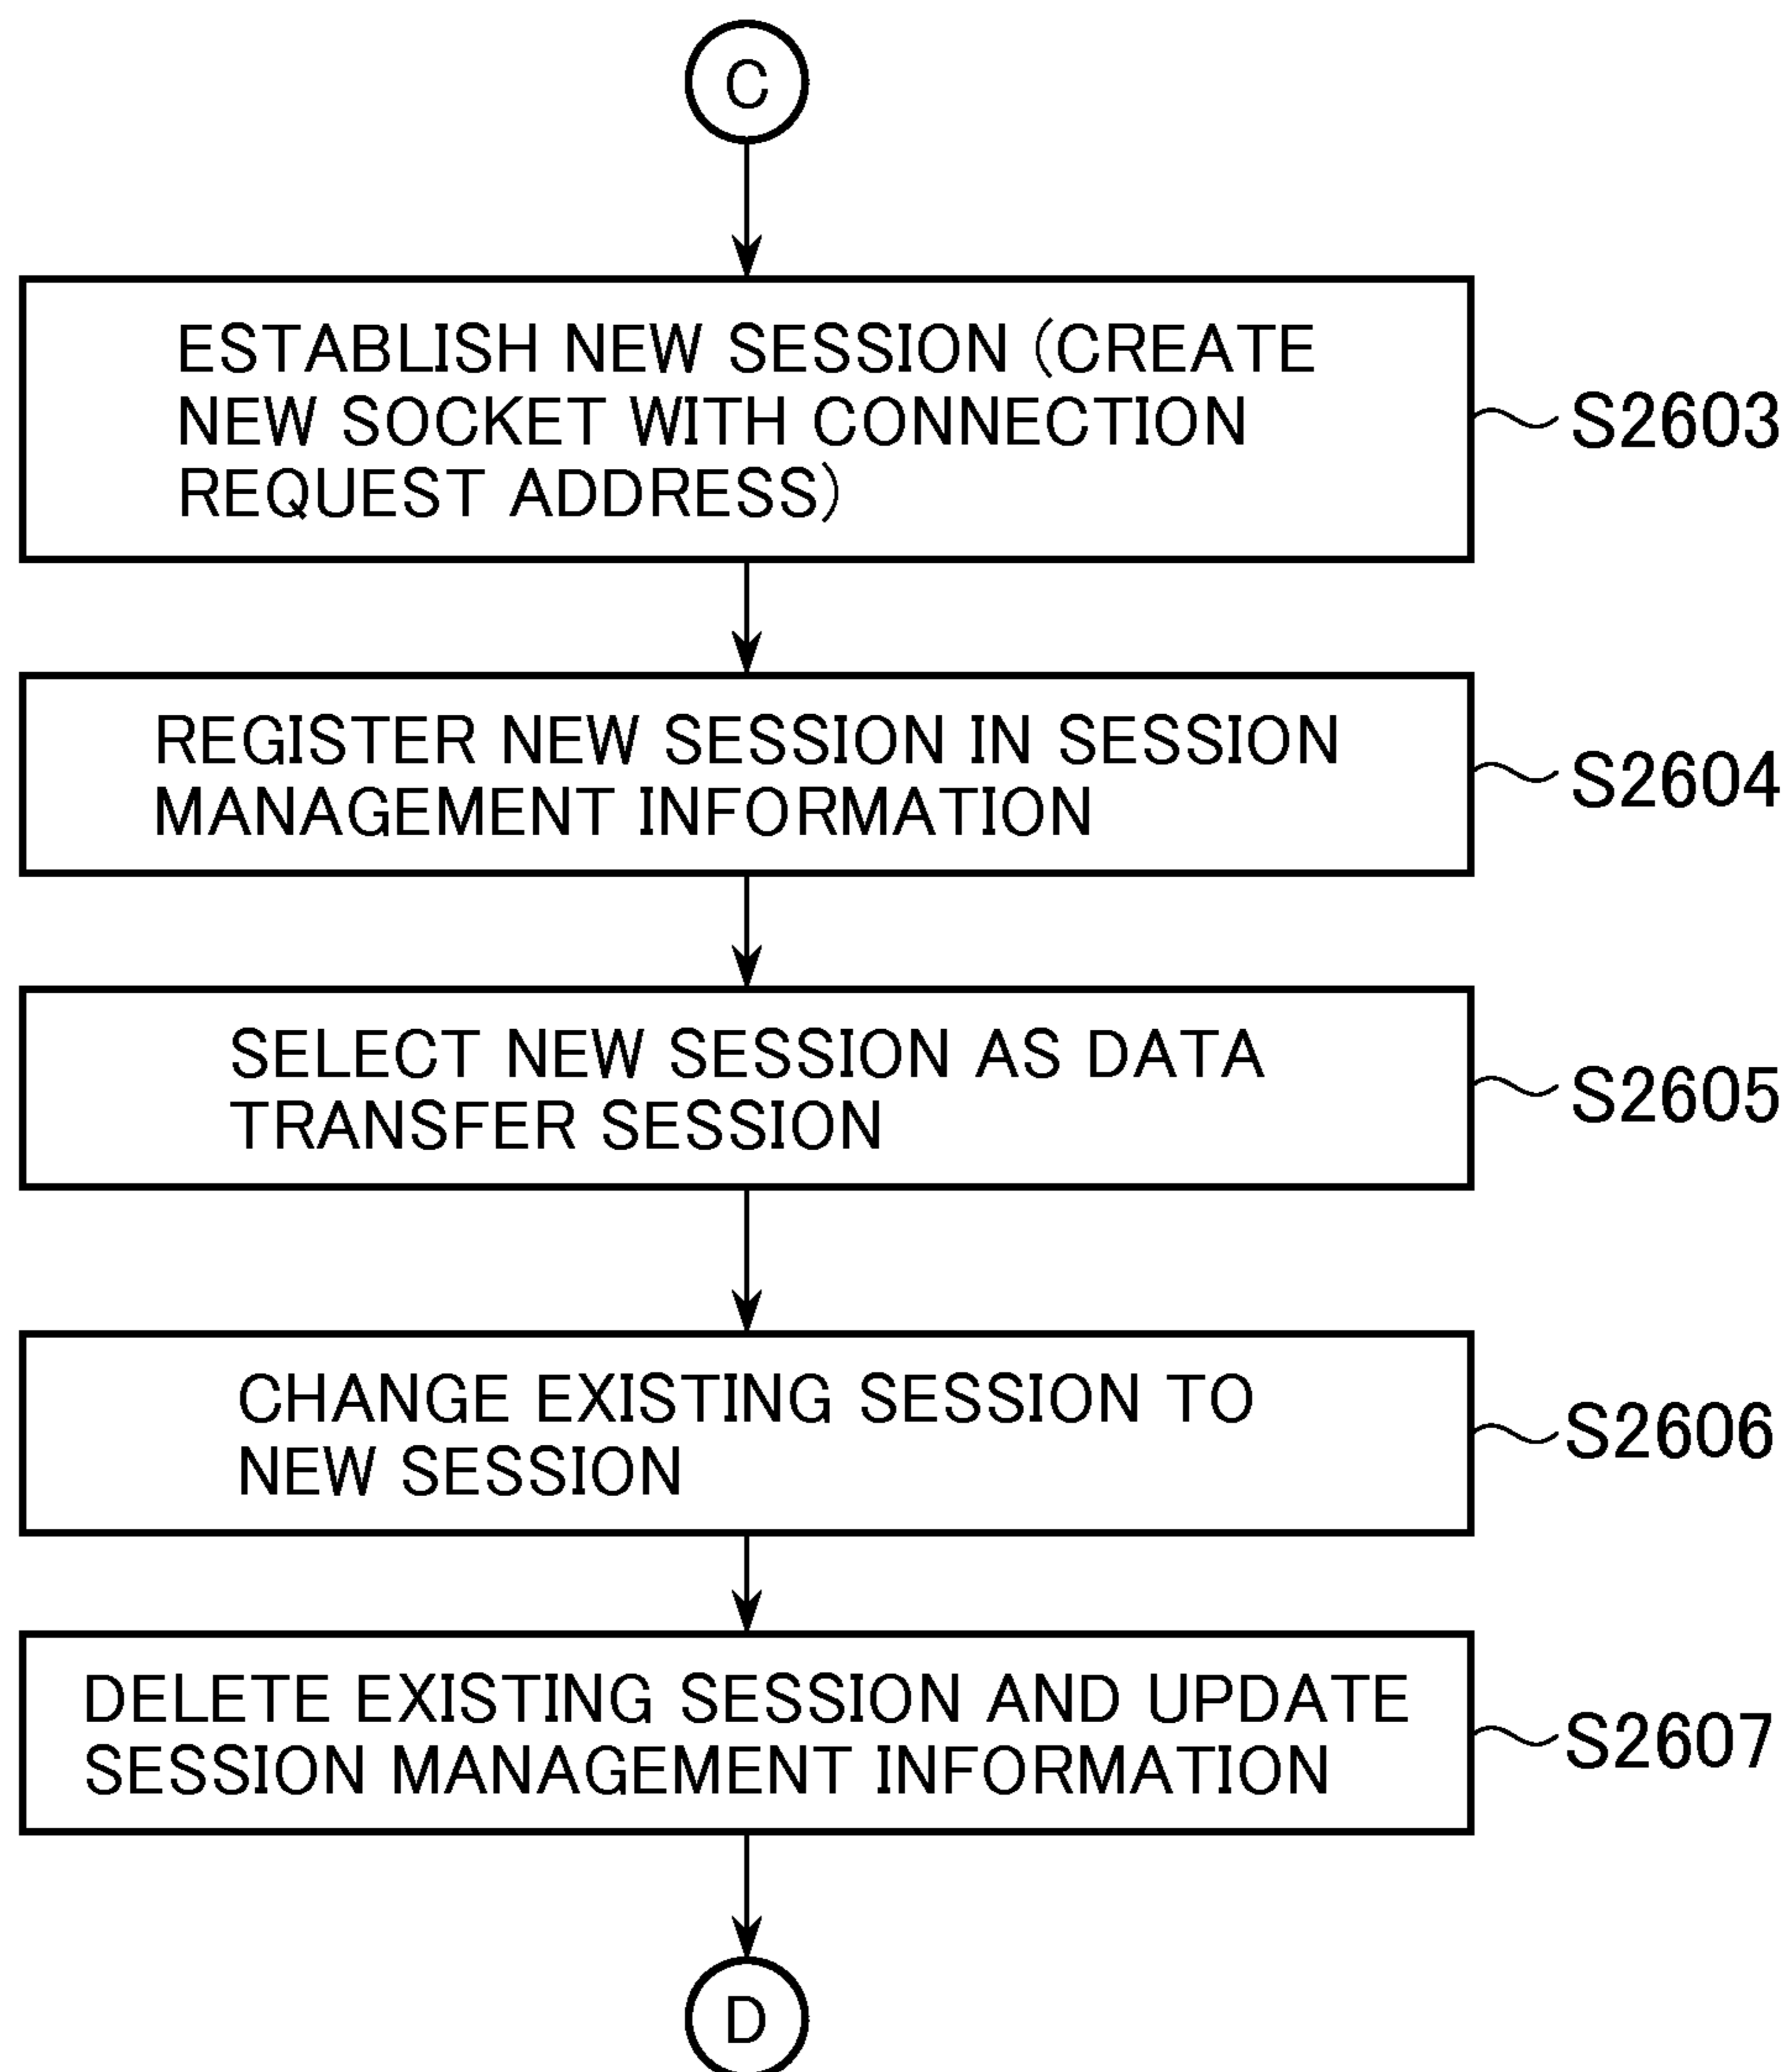 C
ESTABLISH NEW SESSION (CREATE
NEW SOCKET WITH CONNECTION
REQUEST ADDRESS)
S2603
REGISTER NEW SESSION IN SESSION
MANAGEMENT INFORMATION
S2604
SELECT NEW SESSION AS DATA
TRANSFER SESSION
S2605
CHANGE EXISTING SESSION TO
NEW SESSION
S2606
DELETE EXISTING SESSION AND UPDATE
SESSION MANAGEMENT INFORMATION
S2607
D